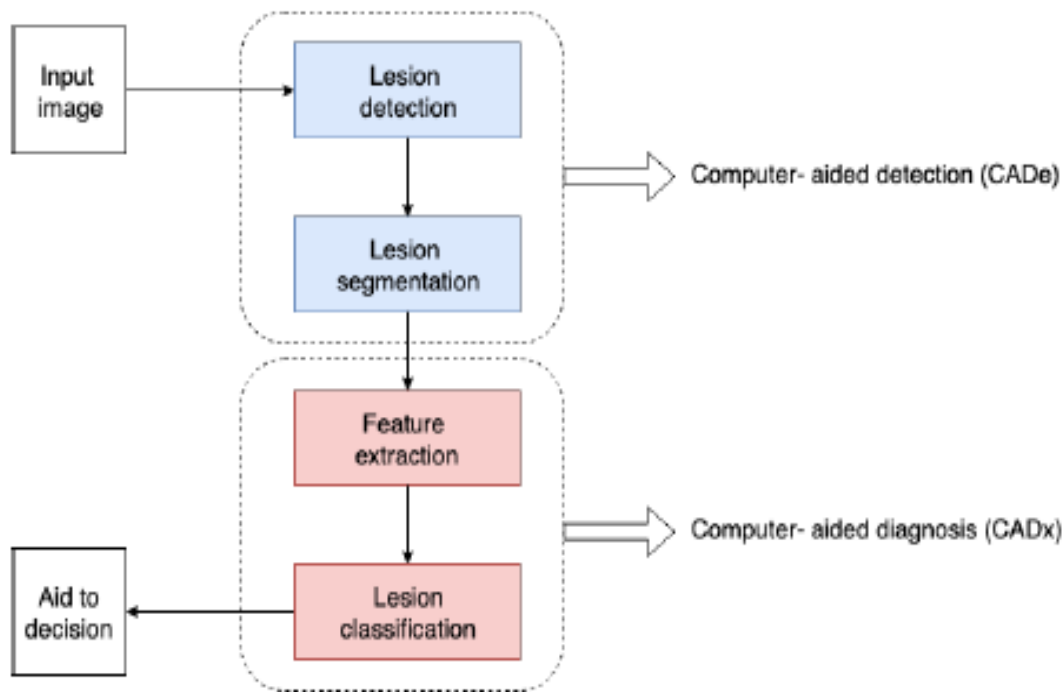 Input
image
Lesion
detection
Computer- aided detection (CADe)
Lesion
segmentation
Feature
extraction
Computer- aided diagnosis (CADx)
Lesion
classification
Aid to
decision